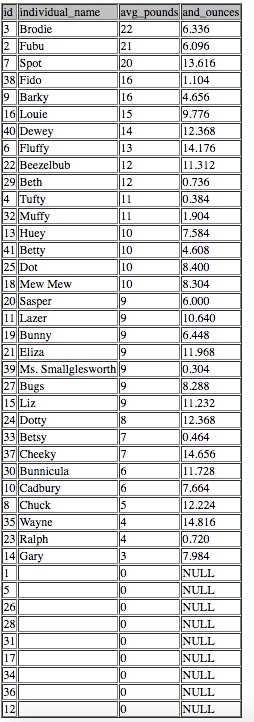 id individual_name avg_pounds and_ounces
3 Brodie 22 6.336
2 Fubu 21 6.096
7 Spot 20 13.616
38 Fido 16 1.104
9 Barky 16 4.656
16 Louie 15 9.776
40 Dewey 14 12.368
6 Fluffy 13 14.176
22 Beezelbub 12 11.312
29 Beth 12 0.736
4 Tufty 11 0.384
32 Muffy 11 1.904
13 Huey 10 7.584
41 Betty 10 4.608
25 Dot 10 8.400
18 Mew Mew 10 8.304
20 Sasper 9 6.000
11 Lazer 9 10.640
19 Bunny 9 6.448
21 Eliza 9 11.968
39 Ms. Smallglesworth 9 0.304
27 Bugs 9 8.288
15 Liz 9 11.232
24 Dotty 8 12.368
33 Betsy 7 0.464
37 Cheeky 7 14.656
30 Bunnicula 6 11.728
10 Cadbury 6 7.664
8 Chuck 5 12.224
35 Wayne 4 14.816
23 Ralph 4 0.720
14 Gary 3 7.984
1 0 NULL
5 0 NULL
26 0 NULL
28 0 NULL
31 0 NULL
17 0 NULL
34 0 NULL
36 0 NULL
12 0 NULL